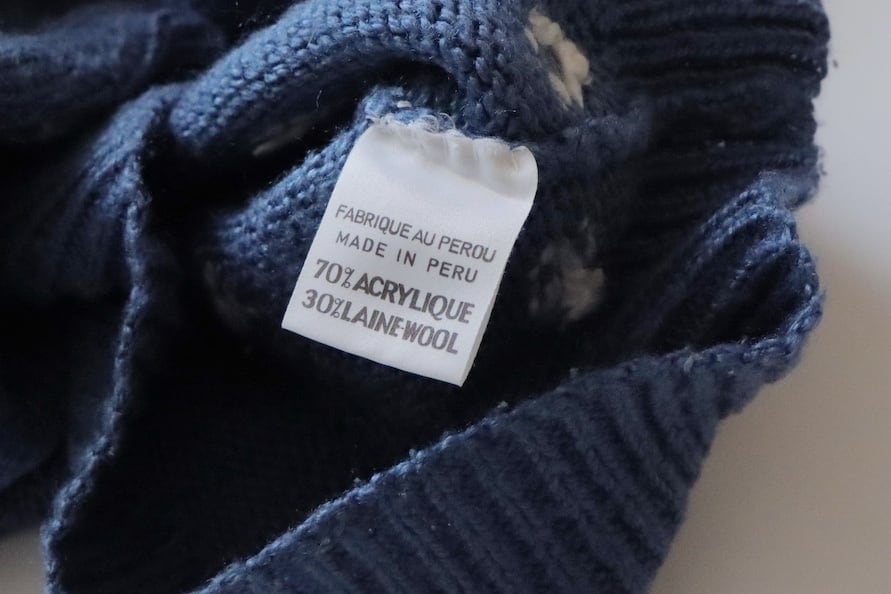 FABRIQUE AU PEROU
MADE IN PERU
70% ACRYLIQUE
30% LAINE-WOOL